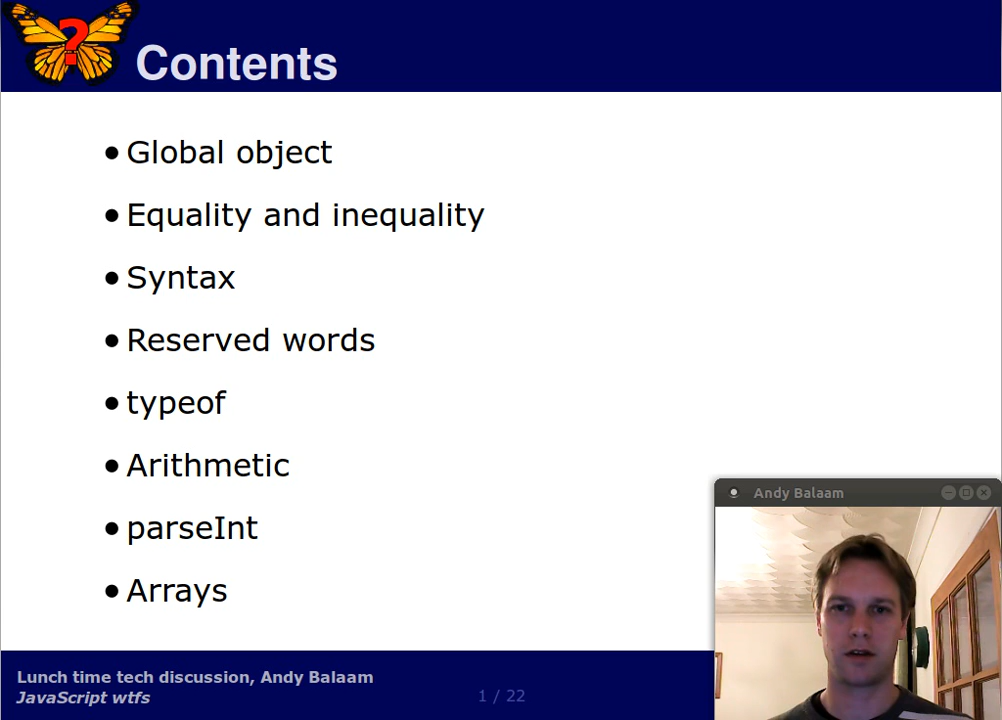 ?
Contents
• Global object
• Equality and inequality
• Syntax
• Reserved words
• typeof
• Arithmetic
• parseInt
• Arrays
Andy Balaam
Lunch time tech discussion, Andy Balaam
JavaScript wtfs
1 / 22